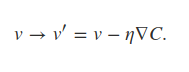 v → v′ = v − η∇C.